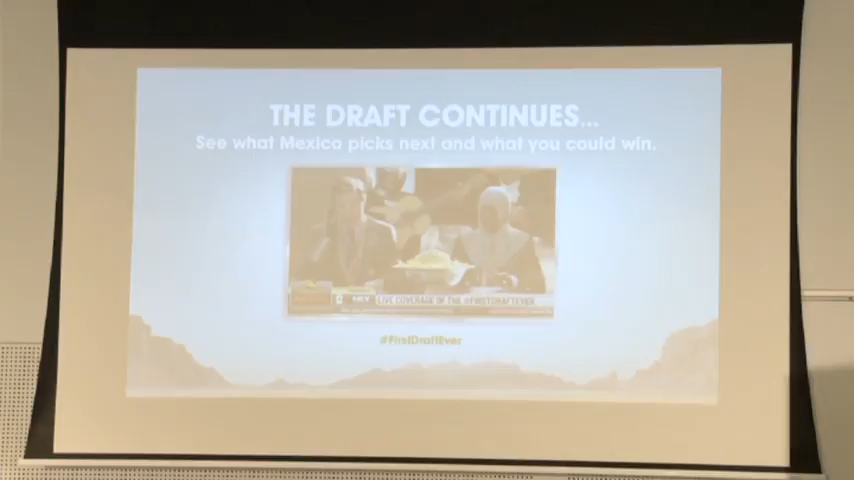 THE DRAFT CONTINUES...
See what Mexico picks next and what you could win.
LIVE COVERAGE OF THE #FIRSTDRAFTEVER
#FirstDraftEver